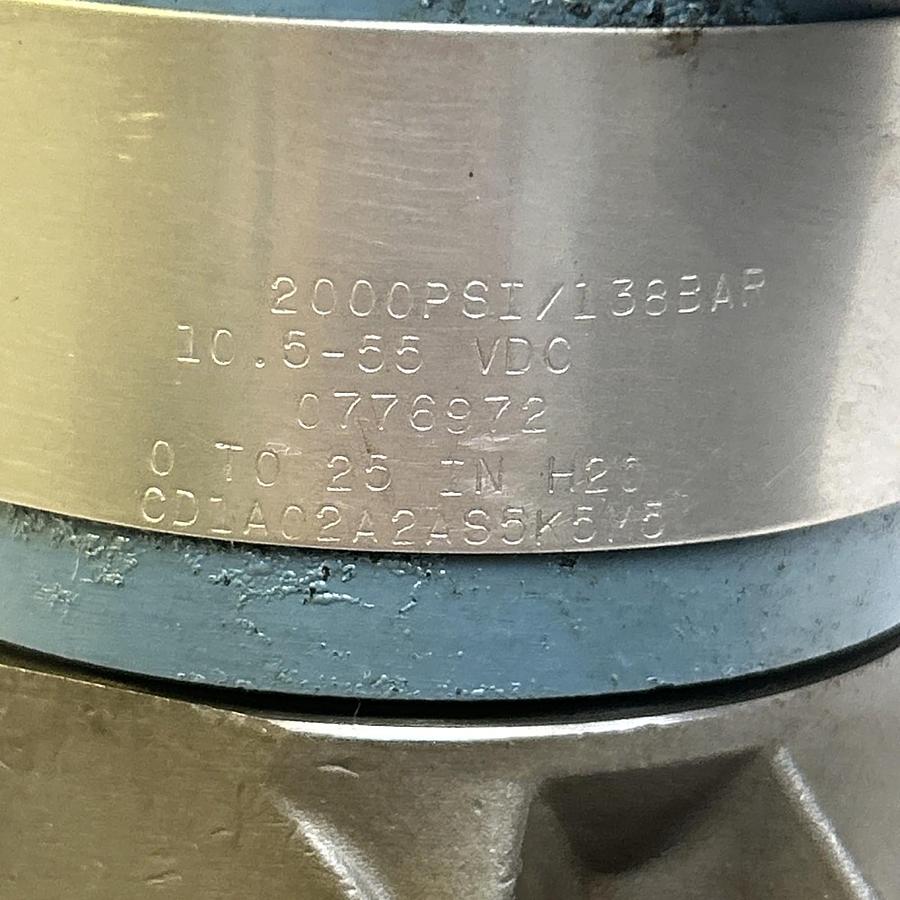 2000PSI/138BAR
10.5-55 VDC
0776972
0 TO 25 IN H2O
CD1A02A2AS5K5M5